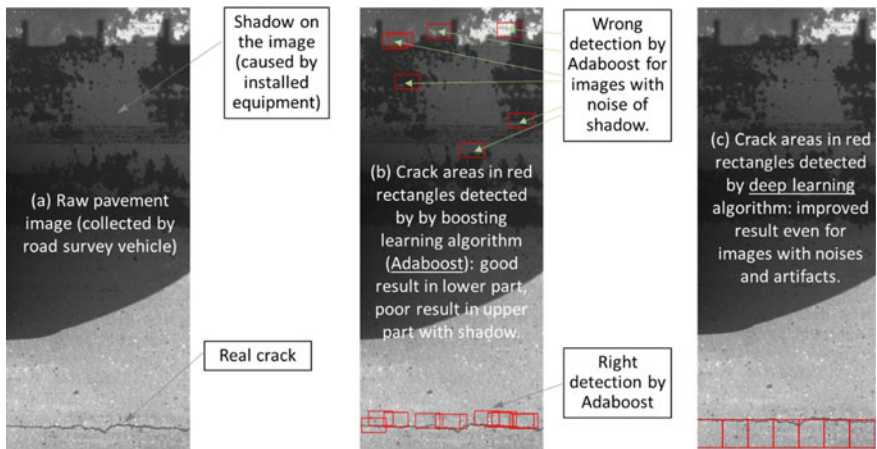 Shadow on
the image
(caused by
installed
equipment)
(a) Raw pavement
image (collected by
road survey vehicle)
Real crack
Wrong
detection by
Adaboost for
images with
noise of
shadow.
(b) Crack areas in red
rectangles detected
by by boosting
learning algorithm
(Adaboost): good
result in lower part,
poor result in upper
part with shadow.
Right
detection by
Adaboost
(c) Crack areas in red
rectangles detected
by deep learning
algorithm: improved
result even for
images with noises
and artifacts.